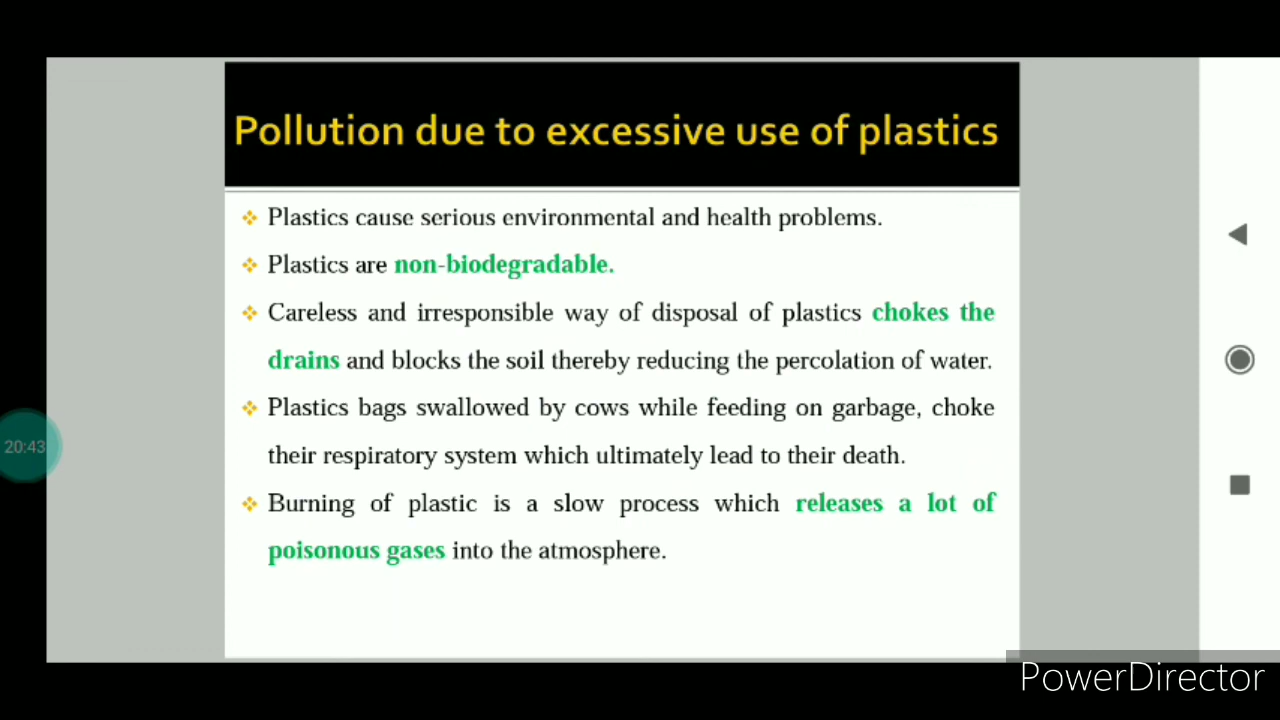 Pollution due to excessive use of plastics
Plastics cause serious environmental and health problems.
Plastics are non-biodegradable.
Careless and irresponsible way of disposal of plastics chokes the
drains and blocks the soil thereby reducing the percolation of water.
Plastics bags swallowed by cows while feeding on garbage, choke
their respiratory system which ultimately lead to their death.
Burning of plastic is a slow process which releases a lot of
poisonous gases into the atmosphere.
20:43
PowerDirector